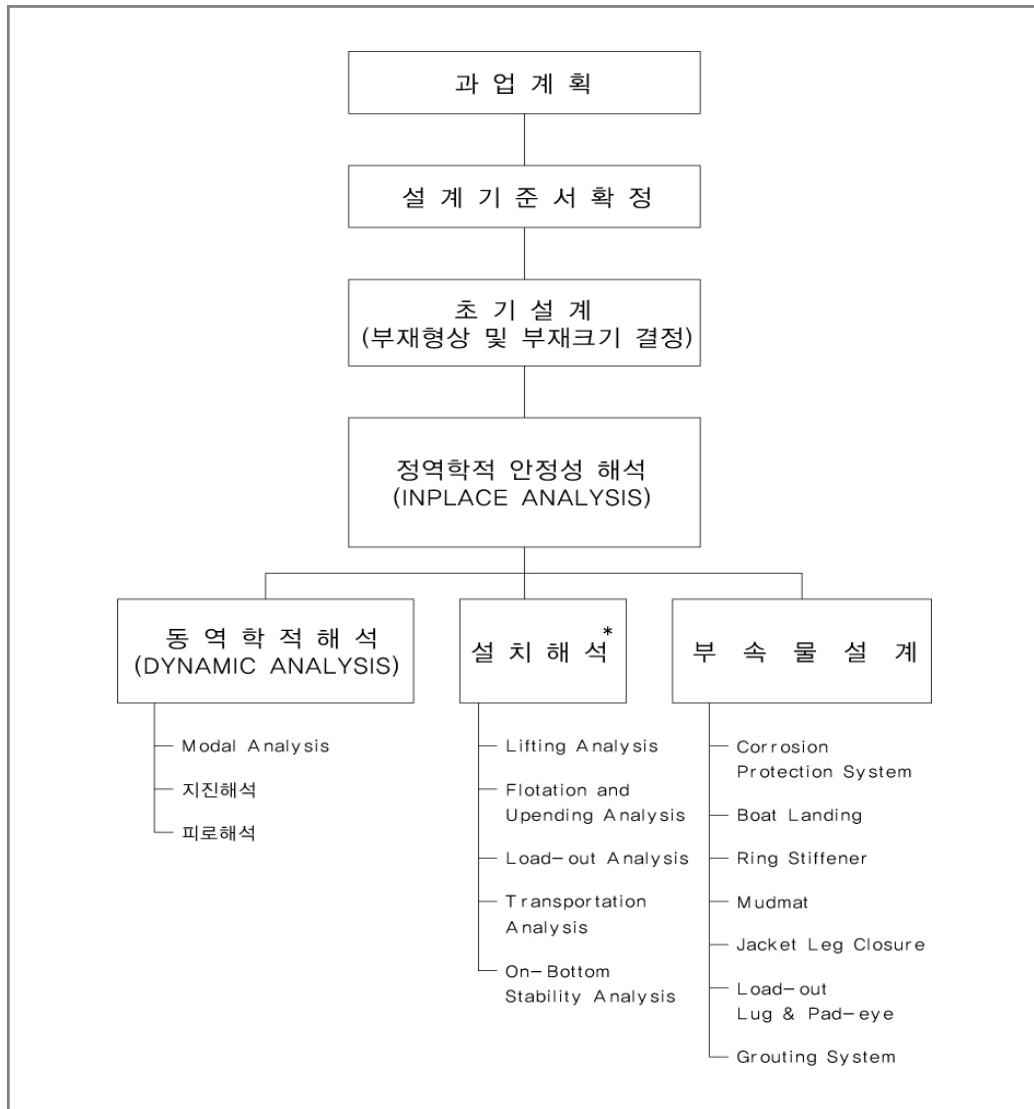 과 업 계 획
설 계 기 준 서 확 정
초 기 설 계
(부재형상 및 부재크기 결정)
정역학적 안정성 해석
(INPLACE ANALYSIS)
동 역 학 적 해 석
(DYNAMIC ANALYSIS)
Modal Analysis
지진해석
피로해석
설 치 해 석*
Lifting Analysis
Flotation and
Upending Analysis
Load-out Analysis
Transportation
Analysis
On-Bottom
Stability Analysis
부 속 물 설 계
Corrosion
Protection System
Boat Landing
Ring Stiffener
Mudmat
Jacket Leg Closure
Load-out
Lug & Pad-eye
Grouting System